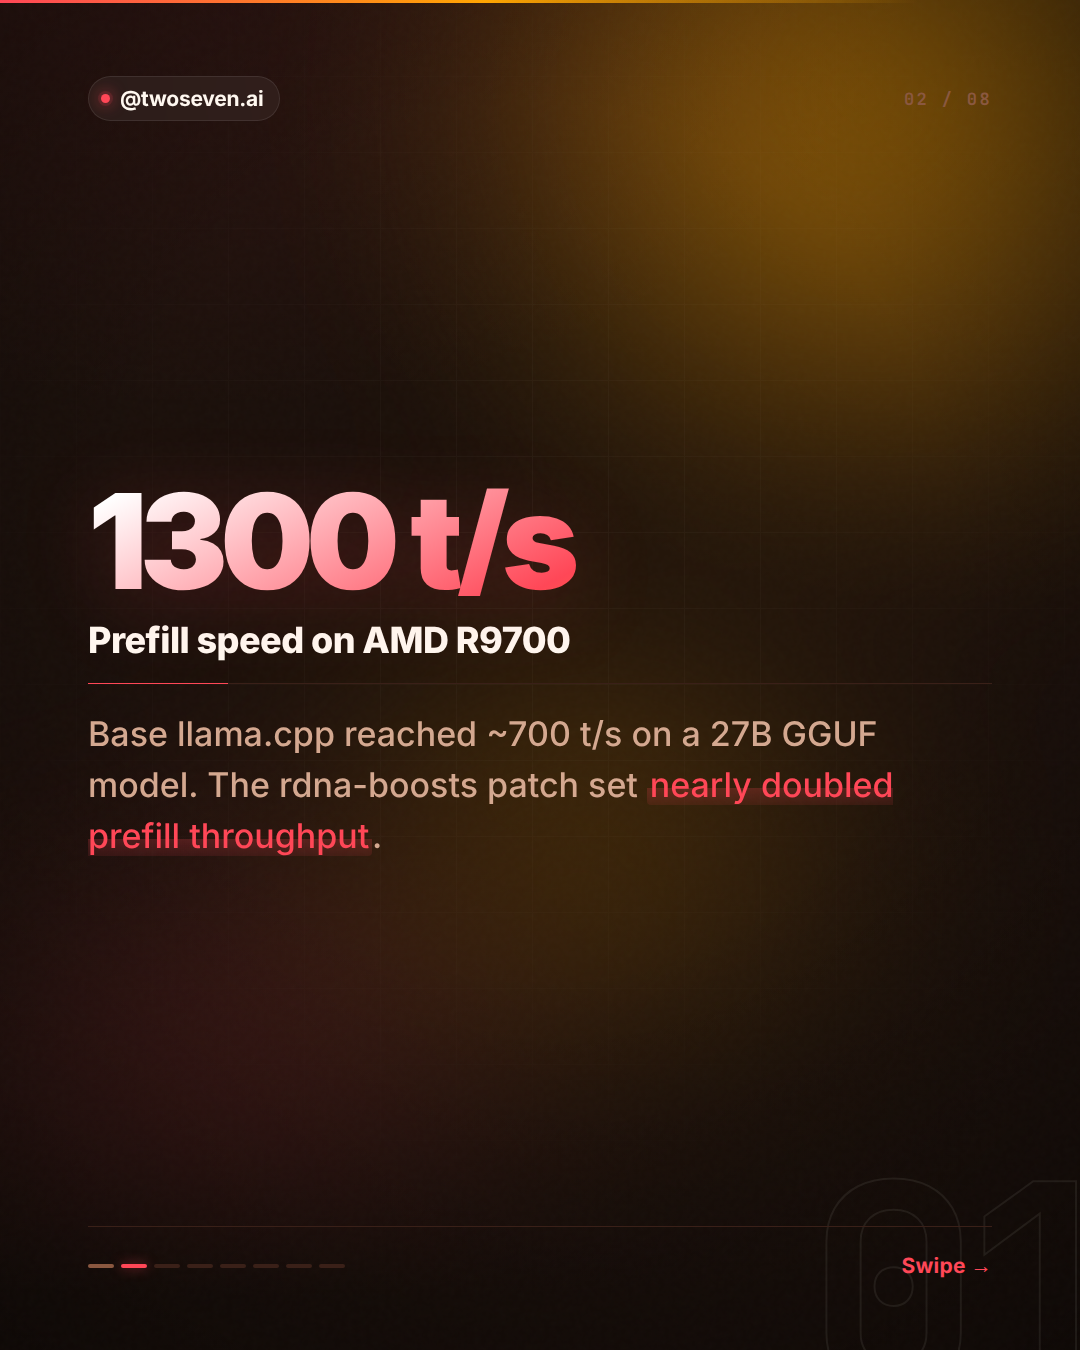 @twoseven.ai
02 / 08
1300 t/s
Prefill speed on AMD R9700
Base llama.cpp reached ~700 t/s on a 27B GGUF
model. The rdna-boosts patch set nearly doubled
prefill throughput.
Swipe →
01